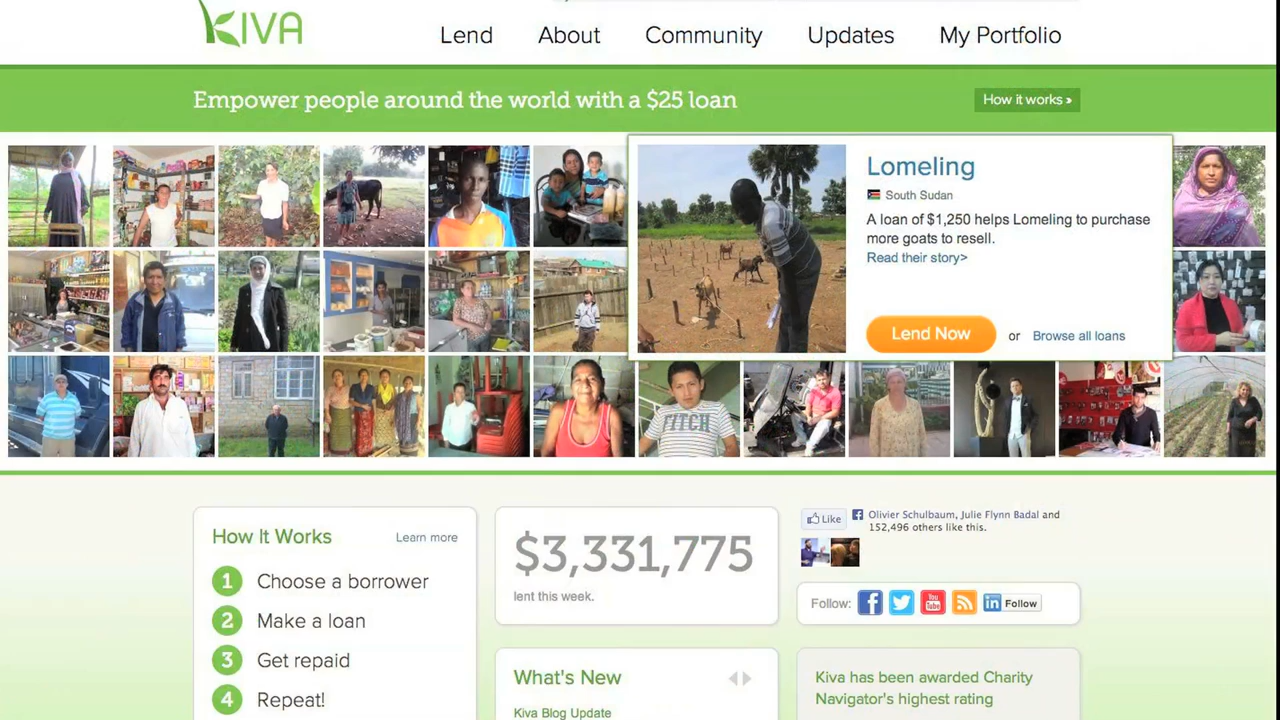 KIVA
Lend About Community Updates My Portfolio
Empower people around the world with a $25 loan
How it works »
Lomeling
South Sudan
A loan of $1,250 helps Lomeling to purchase
more goats to resell.
Read their story>
Lend Now or Browse all loans
FITCH
How It Works Learn more
1 Choose a borrower
2 Make a loan
3 Get repaid
4 Repeat!
$3,331,775
lent this week.
What's New
Kiva Blog Update
Like
Olivier Schulbaum, Julie Flynn Badal and
152,496 others like this.
Follow:
You
Tube
in Follow
Kiva has been awarded Charity
Navigator's highest rating